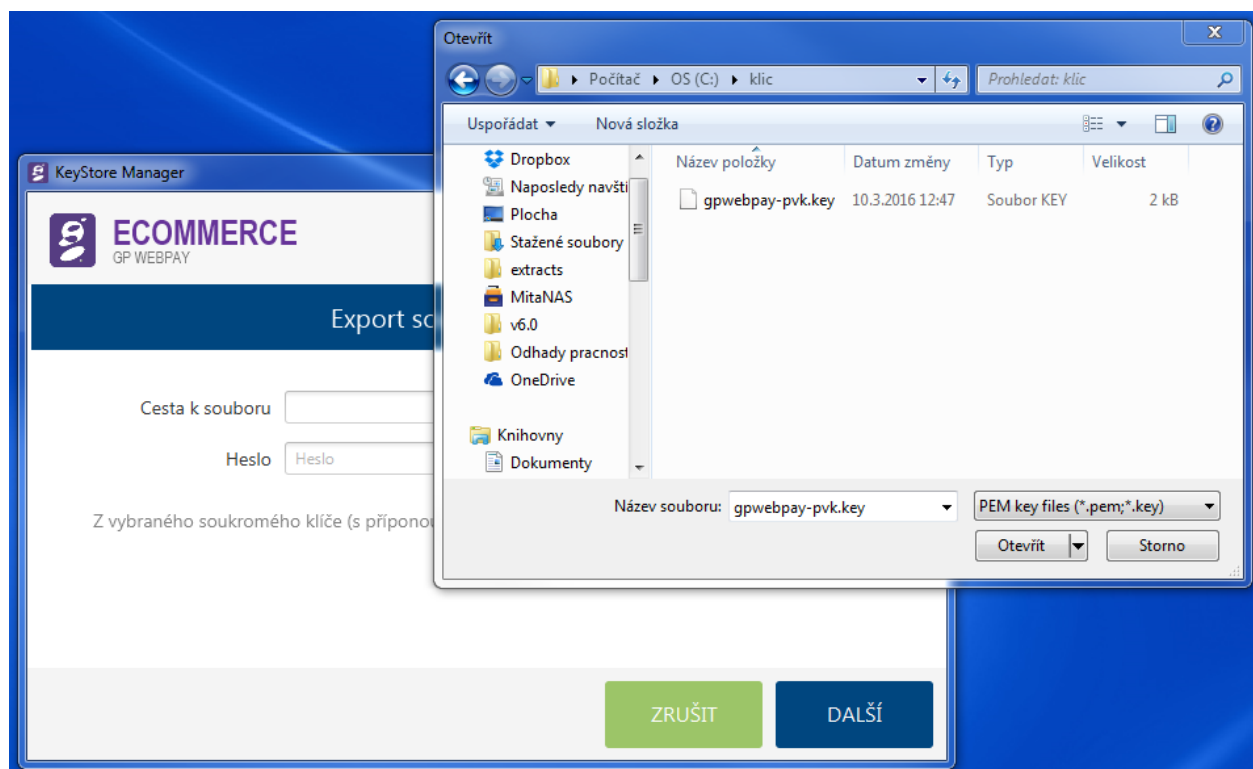 Otevřít
Počítač ▸ OS (C:) ▸ klic
Prohledat: klic
Uspořádat
Nová složka
Dropbox
Naposledy navšti
Plocha
Stažené soubory
extracts
MitaNAS
v6.0
Odhady pracnost
OneDrive
Knihovny
Dokumenty
Název položky Datum změny Typ Velikost
gpwebpay-pvk.key 10.3.2016 12:47 Soubor KEY 2 kB
Název souboru: gpwebpay-pvk.key PEM key files (*.pem;*.key)
Otevřít Storno
KeyStore Manager
ECOMMERCE
GP WEBPAY
Export so
Cesta k souboru
Heslo Heslo
Z vybraného soukromého klíče (s příponou
ZRUŠIT DALŠÍ